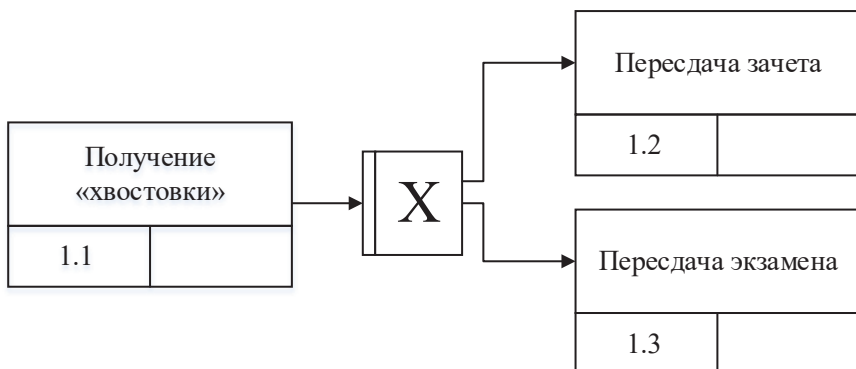 Получение
«хвостовки»
1.1
X
Пересдача зачета
1.2
Пересдача экзамена
1.3